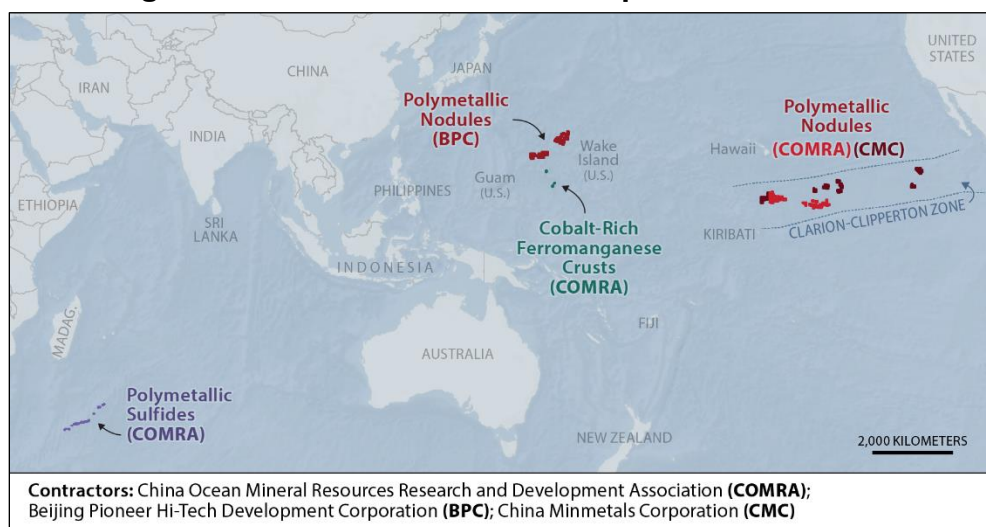 UNITED
STATES
JAPAN
CHINA
IRAN
Polymetallic
Nodules
(BPC)
Polymetallic
Nodules
(COMRA) (CMC)
INDIA
Wake
Island
(U.S.)
Hawaii
Guam
(U.S.)
PHILIPPINES
ETHIOPIA
SRI
LANKA
KIRIBATI
CLARION-CLIPPERTON ZONE
Cobalt-Rich
Ferromanganese
Crusts
(COMRA)
INDONESIA
MADAG.
FIJI
AUSTRALIA
Polymetallic
Sulfides
(COMRA)
NEW ZEALAND
2,000 KILOMETERS
Contractors: China Ocean Mineral Resources Research and Development Association (COMRA);
Beijing Pioneer Hi-Tech Development Corporation (BPC); China Minmetals Corporation (CMC)